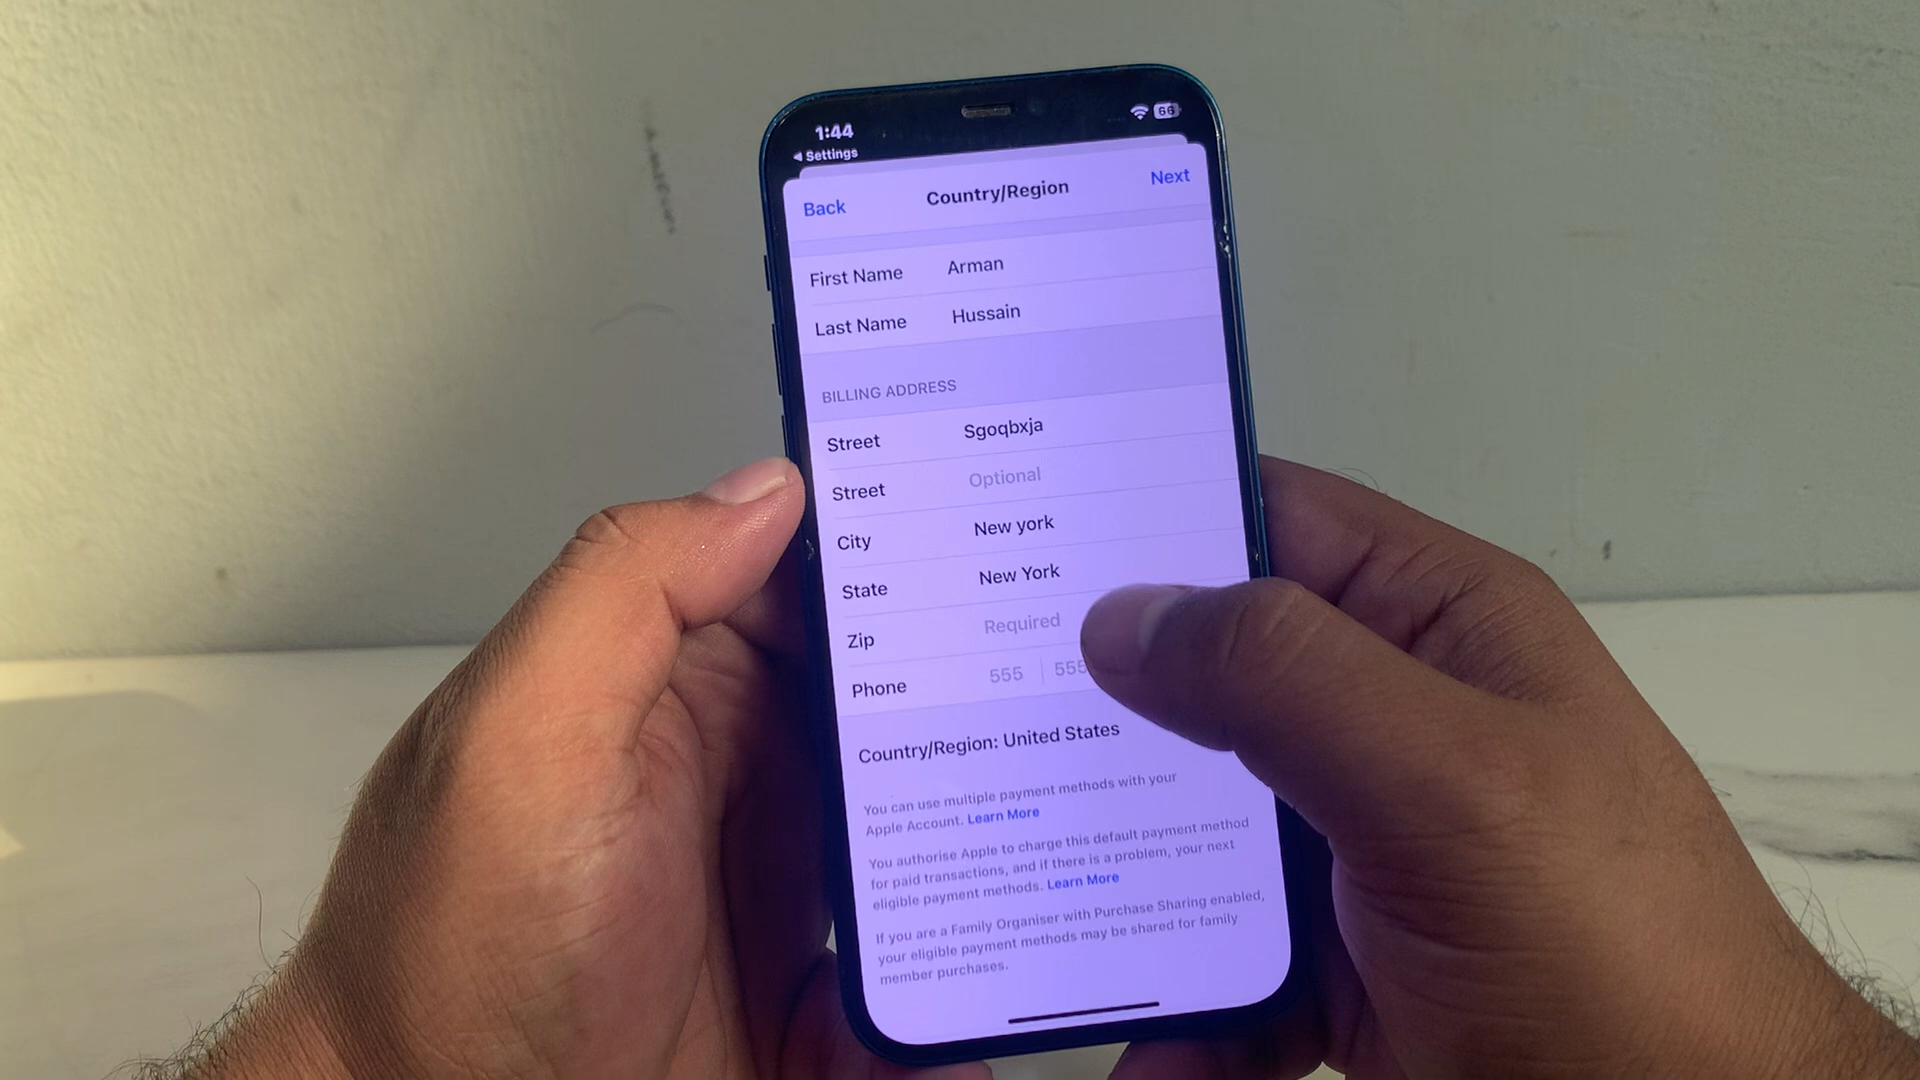 1:44
66
◀ Settings
Back Country/Region Next
First Name Arman
Last Name Hussain
BILLING ADDRESS
Street Sgoqbxja
Street Optional
City New york
State New York
Zip Required
Phone 555 555
Country/Region: United States
You can use multiple payment methods with your
Apple Account. Learn More
You authorise Apple to charge this default payment method
for paid transactions, and if there is a problem, your next
eligible payment methods. Learn More
If you are a Family Organiser with Purchase Sharing enabled,
your eligible payment methods may be shared for family
member purchases.